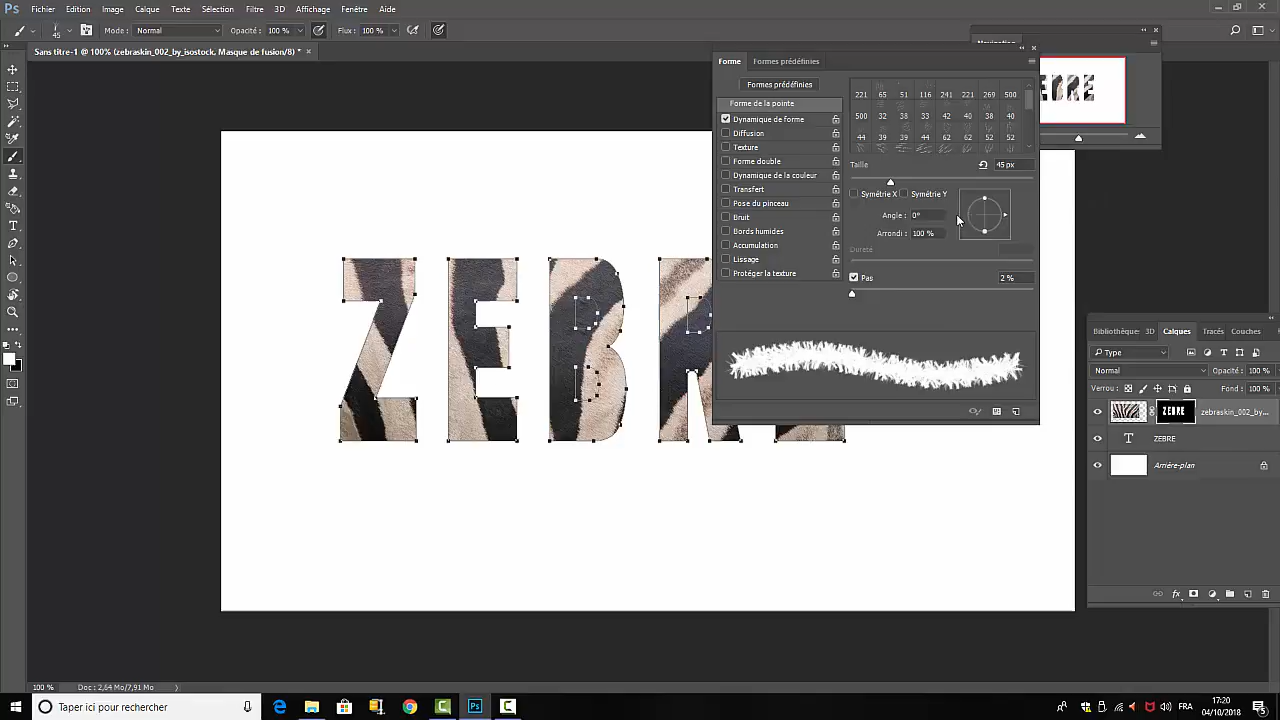 Ps Fichier Edition Image Calque Texte Sélection Filtre 3D Affichage Fenêtre Aide
45 Mode : Normal Opacité : 100 % Flux : 100 %
Sans titre-1 @ 100% (zebraskin_002_by_isostock, Masque de fusion/8) * ×
Forme Formes prédéfinies
Formes prédéfinies
Forme de la pointe
Dynamique de forme
Diffusion
Texture
Forme double
Dynamique de la couleur
Transfert
Pose du pinceau
Bruit
Bords humides
Accumulation
Lissage
Protéger la texture
221 65 51 116 241 221 269 500
500 32 38 33 42 40 38 40
44 39 39 44 62 62 52 52
Taille 45 px
Symétrie X Symétrie Y
Angle : 0°
Arrondi : 100 %
Dureté
Pas 2 %
ZEBRE
Bibliothèque 3D Calques Tracés Couches
Type
Normal Opacité : 100 %
Verrou : Fond : 100 %
ZEBRE zebraskin_002_by_...
T ZEBRE
Arrière-plan
100 % Doc : 2,64 Mo/7,91 Mo
Taper ici pour rechercher
Ps
FRA
17:20
04/10/2018